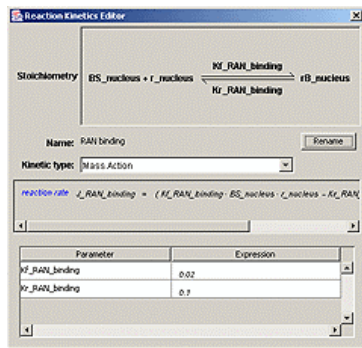 Reaction Kinetics Editor
Kf_RAN_binding
Stoichiometry BS_nucleus + r_nucleus rB_nucleus
Kr_RAN_binding
Name: RAN binding Rename
Kinetic type: Mass Action
reaction rate J_RAN_binding = ( Kf_RAN_binding · BS_nucleus · r_nucleus - Kr_RAN_
Parameter Expression
Kf_RAN_binding 0.02
Kr_RAN_binding 0.1